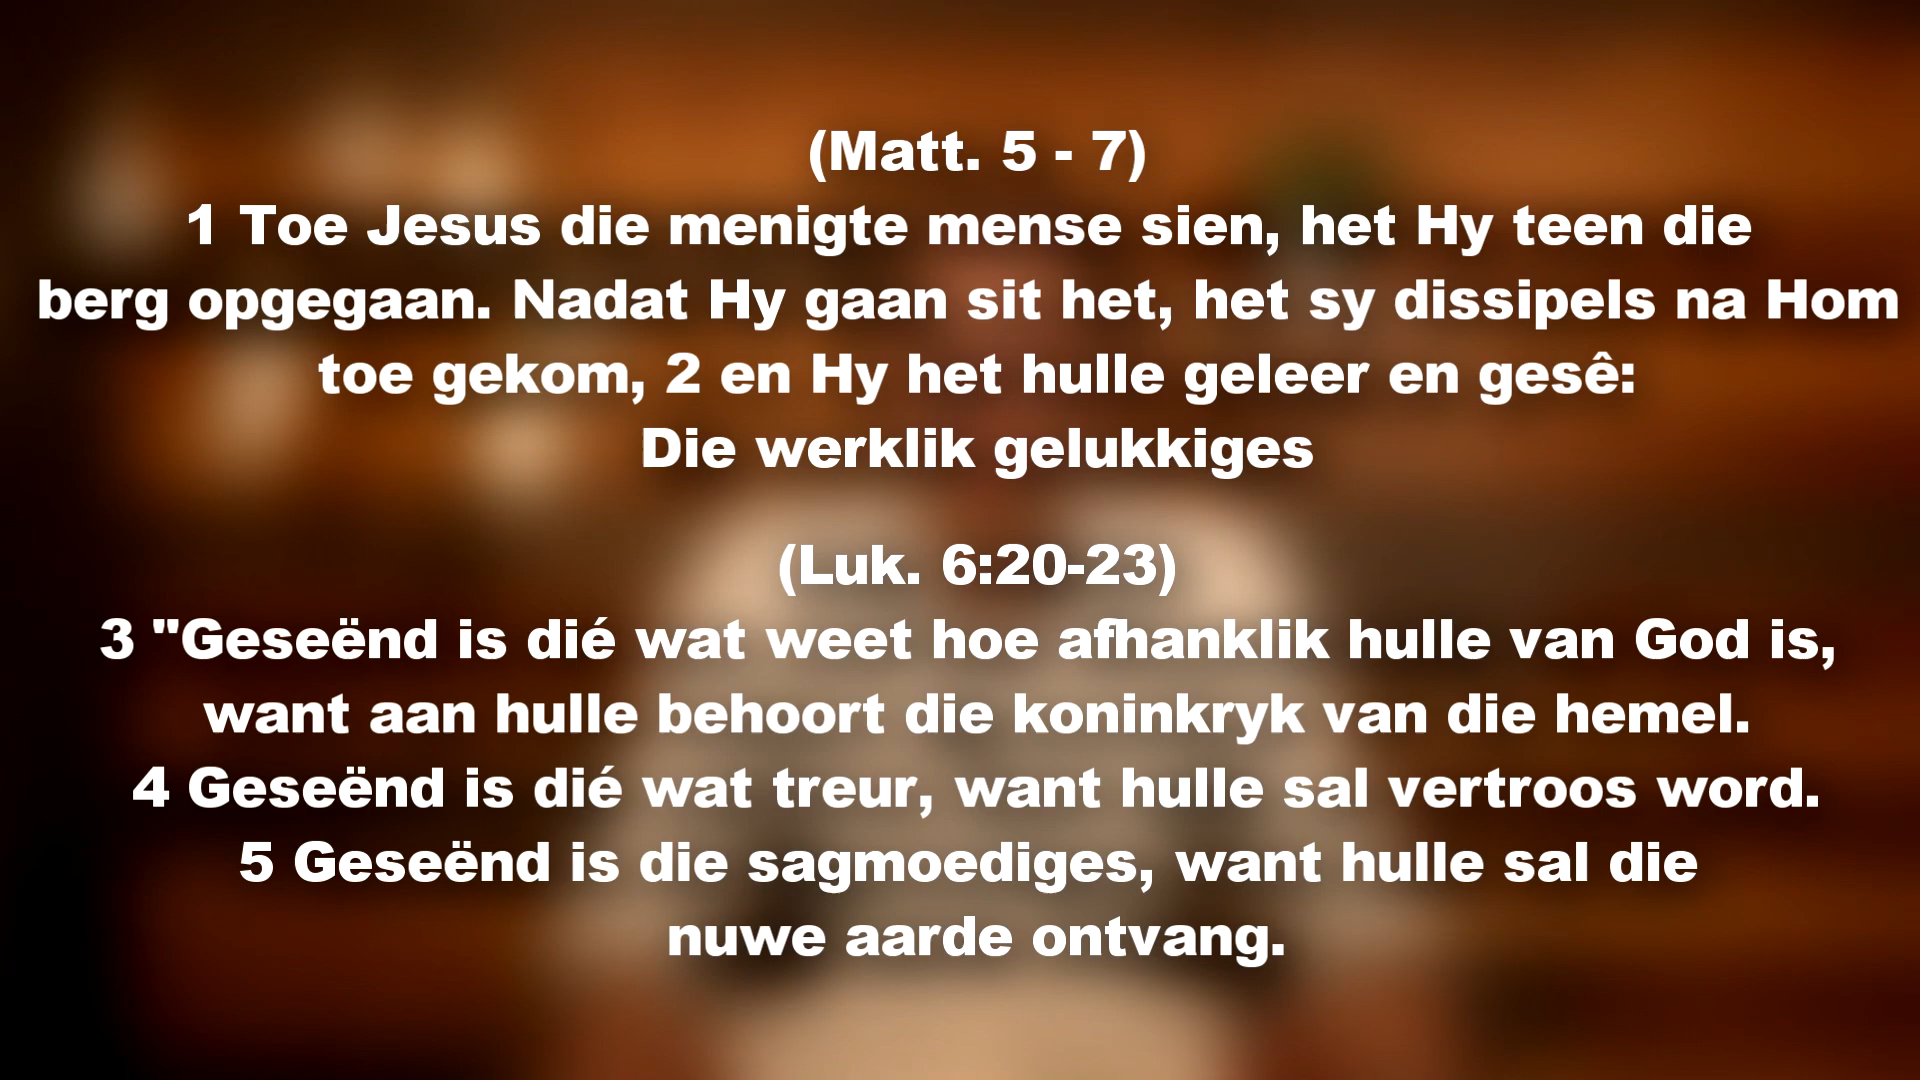 (Matt. 5 - 7)
1 Toe Jesus die menigte mense sien, het Hy teen die
berg opgegaan. Nadat Hy gaan sit het, het sy dissipels na Hom
toe gekom, 2 en Hy het hulle geleer en gesê:
Die werklik gelukkiges
(Luk. 6:20-23)
3 "Geseënd is dié wat weet hoe afhanklik hulle van God is,
want aan hulle behoort die koninkryk van die hemel.
4 Geseënd is dié wat treur, want hulle sal vertroos word.
5 Geseënd is die sagmoediges, want hulle sal die
nuwe aarde ontvang.